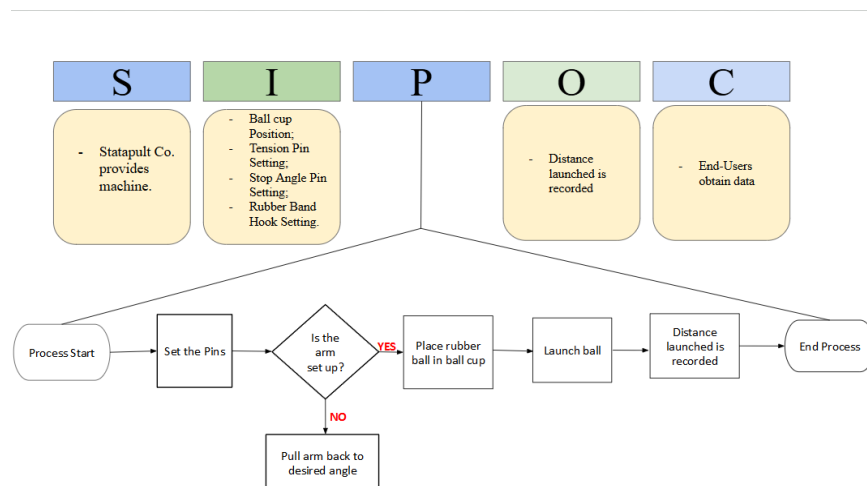 S
I
P
O
C
- Statapult Co.
provides
machine.
- Ball cup
Position;
- Tension Pin
Setting;
- Stop Angle Pin
Setting;
- Rubber Band
Hook Setting.
- Distance
launched is
recorded
- End-Users
obtain data
Process Start
Set the Pins
Is the
arm
set up?
YES
NO
Pull arm back to
desired angle
Place rubber
ball in ball cup
Launch ball
Distance
launched is
recorded
End Process